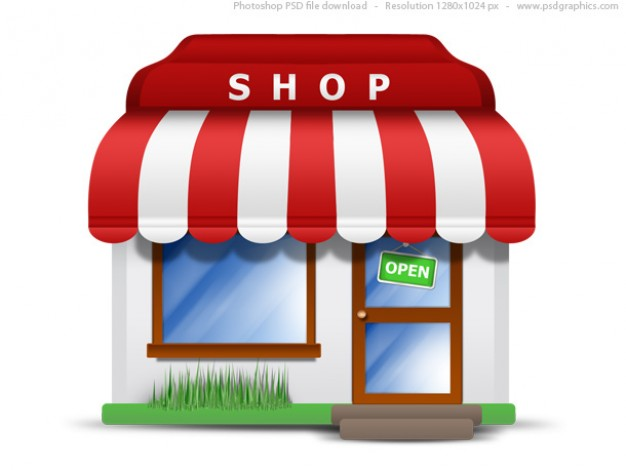 Photoshop PSD file download - Resolution 1280x1024 px - www.psdgraphics.com
SHOP
OPEN